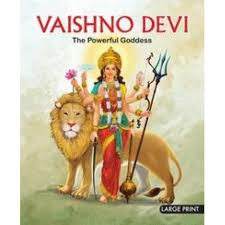 VAISHNO DEVI
The Powerful Goddess
LARGE PRINT